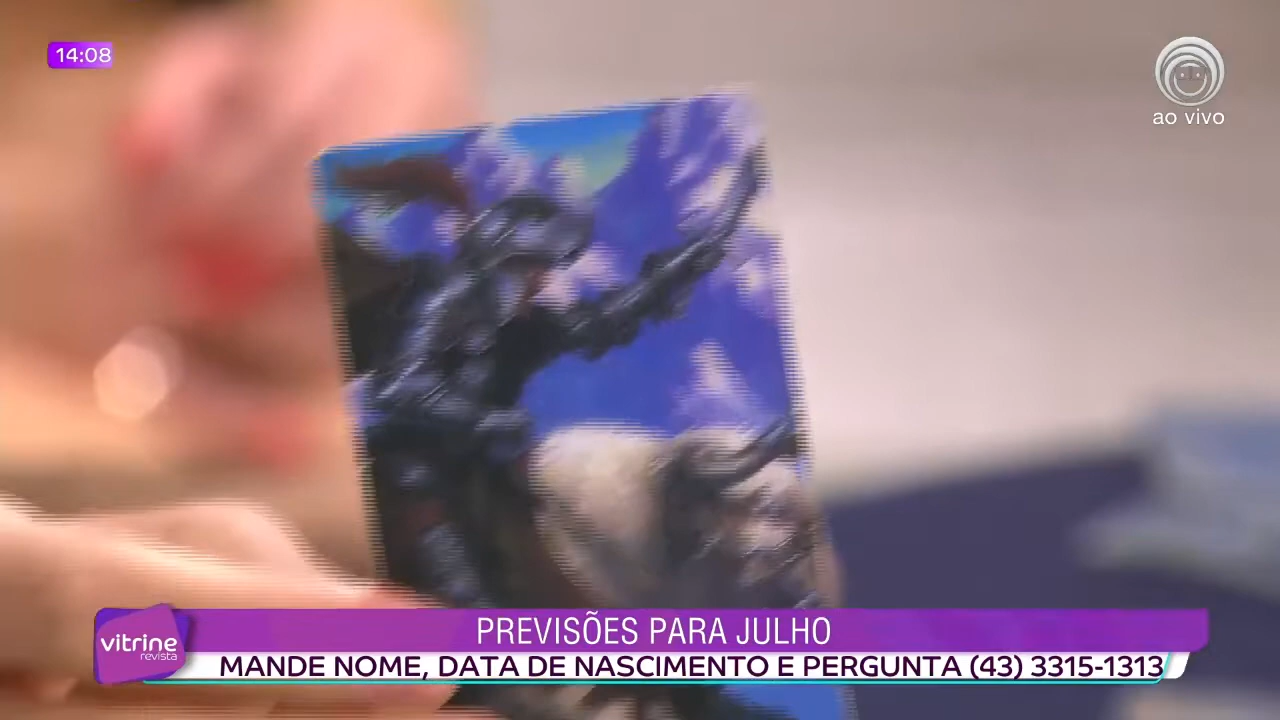 14:08
ao vivo
PREVISÕES PARA JULHO
vitrine
revista
MANDE NOME, DATA DE NASCIMENTO E PERGUNTA (43) 3315-1313